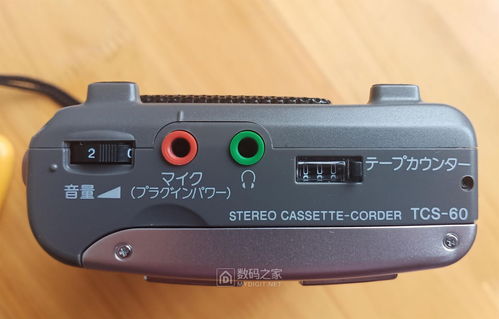 2
音量
マイク
(プラグインパワー)
テープカウンター
STEREO CASSETTE-CORDER TCS-60
数码之家
MYDIGIT.NET